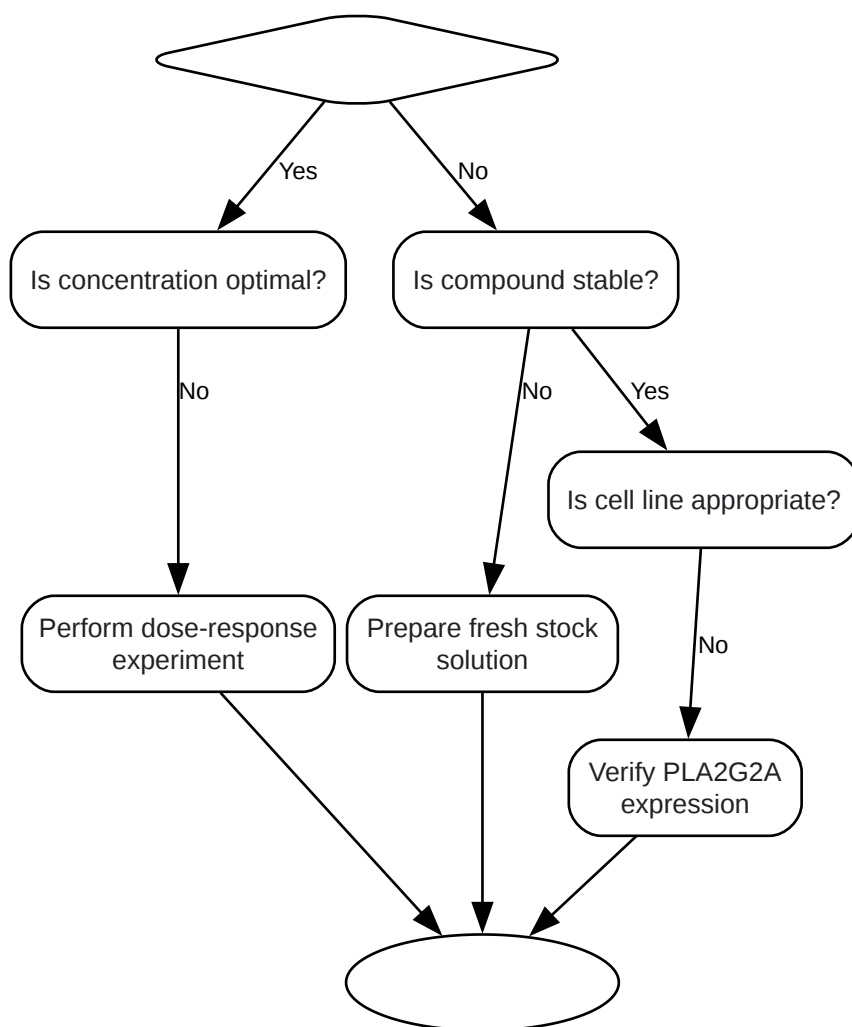 Yes
No
Is concentration optimal?
Is compound stable?
No
No
Yes
Is cell line appropriate?
Perform dose-response
experiment
Prepare fresh stock
solution
No
Verify PLA2G2A
expression